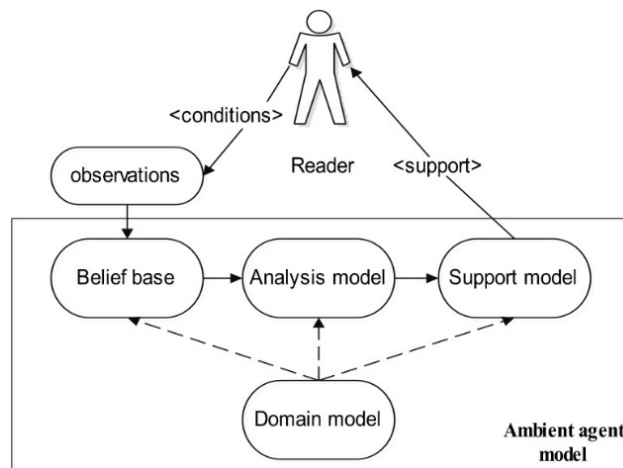 <conditions>
Reader
<support>
observations
Belief base
Analysis model
Support model
Domain model
Ambient agent
model